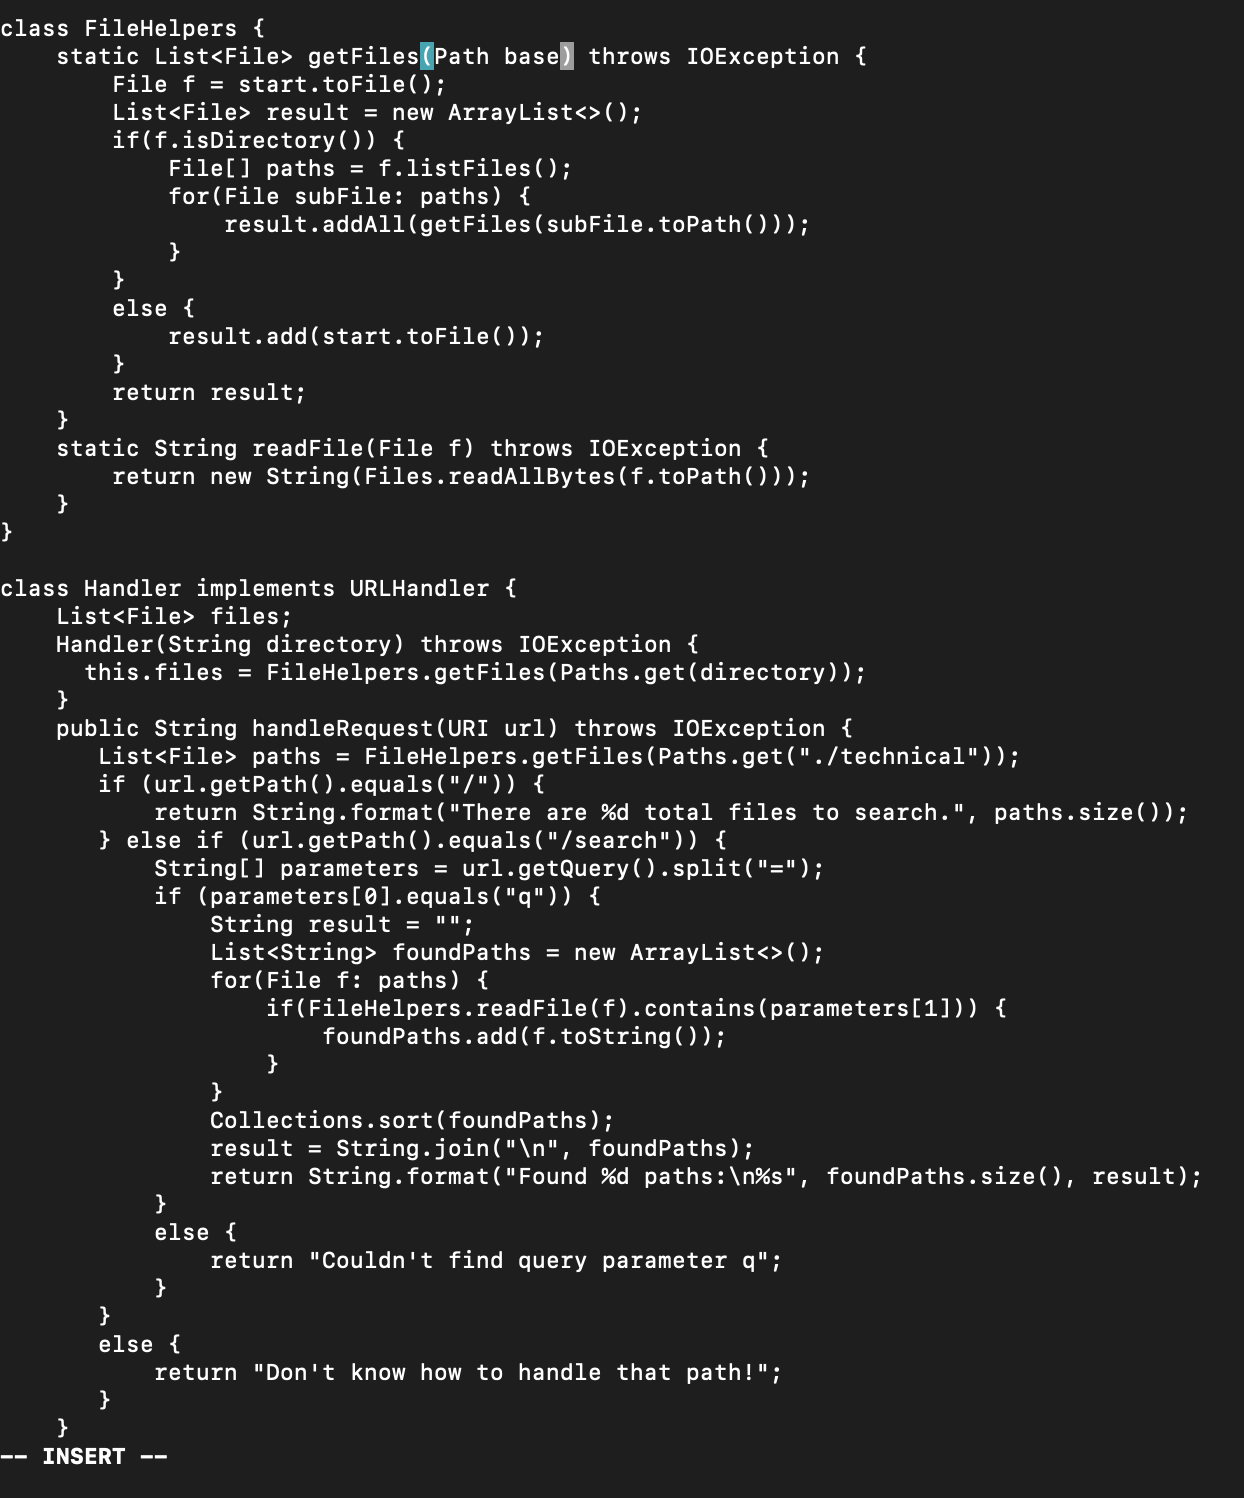 class FileHelpers {
    static List<File> getFiles(Path base) throws IOException {
        File f = start.toFile();
        List<File> result = new ArrayList<>();
        if(f.isDirectory()) {
            File[] paths = f.listFiles();
            for(File subFile: paths) {
                result.addAll(getFiles(subFile.toPath()));
            }
        }
        else {
            result.add(start.toFile());
        }
        return result;
    }
    static String readFile(File f) throws IOException {
        return new String(Files.readAllBytes(f.toPath()));
    }
}

class Handler implements URLHandler {
    List<File> files;
    Handler(String directory) throws IOException {
      this.files = FileHelpers.getFiles(Paths.get(directory));
    }
    public String handleRequest(URI url) throws IOException {
       List<File> paths = FileHelpers.getFiles(Paths.get("./technical"));
       if (url.getPath().equals("/")) {
           return String.format("There are %d total files to search.", paths.size());
       } else if (url.getPath().equals("/search")) {
           String[] parameters = url.getQuery().split("=");
           if (parameters[0].equals("q")) {
               String result = "";
               List<String> foundPaths = new ArrayList<>();
               for(File f: paths) {
                   if(FileHelpers.readFile(f).contains(parameters[1])) {
                       foundPaths.add(f.toString());
                   }
               }
               Collections.sort(foundPaths);
               result = String.join("\n", foundPaths);
               return String.format("Found %d paths:\n%s", foundPaths.size(), result);
           }
           else {
               return "Couldn't find query parameter q";
           }
       }
       else {
           return "Don't know how to handle that path!";
       }
    }
-- INSERT --